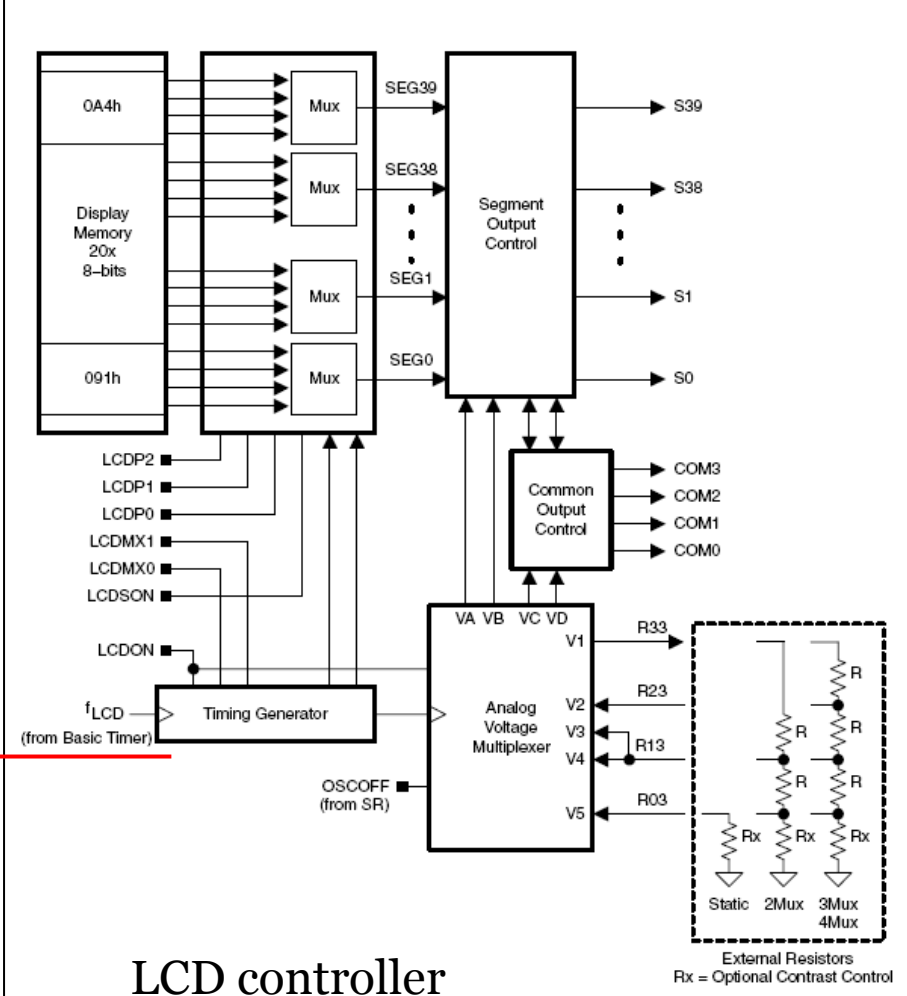 0A4h
Display
Memory
20x
8–bits
091h
Mux
Mux
Mux
Mux
SEG39
SEG38
SEG1
SEG0
Segment
Output
Control
S39
S38
S1
S0
LCDP2
LCDP1
LCDP0
LCDMX1
LCDMX0
LCDSON
LCDON
Common
Output
Control
COM3
COM2
COM1
COM0
fLCD
(from Basic Timer)
Timing Generator
OSCOFF
(from SR)
VA VB VC VD
V1
V2
V3
V4
V5
Analog
Voltage
Multiplexer
R33
R23
R13
R03
R
R
R
R
R
Rx
Rx
Rx
Static 2Mux 3Mux
4Mux
External Resistors
Rx = Optional Contrast Control
LCD controller